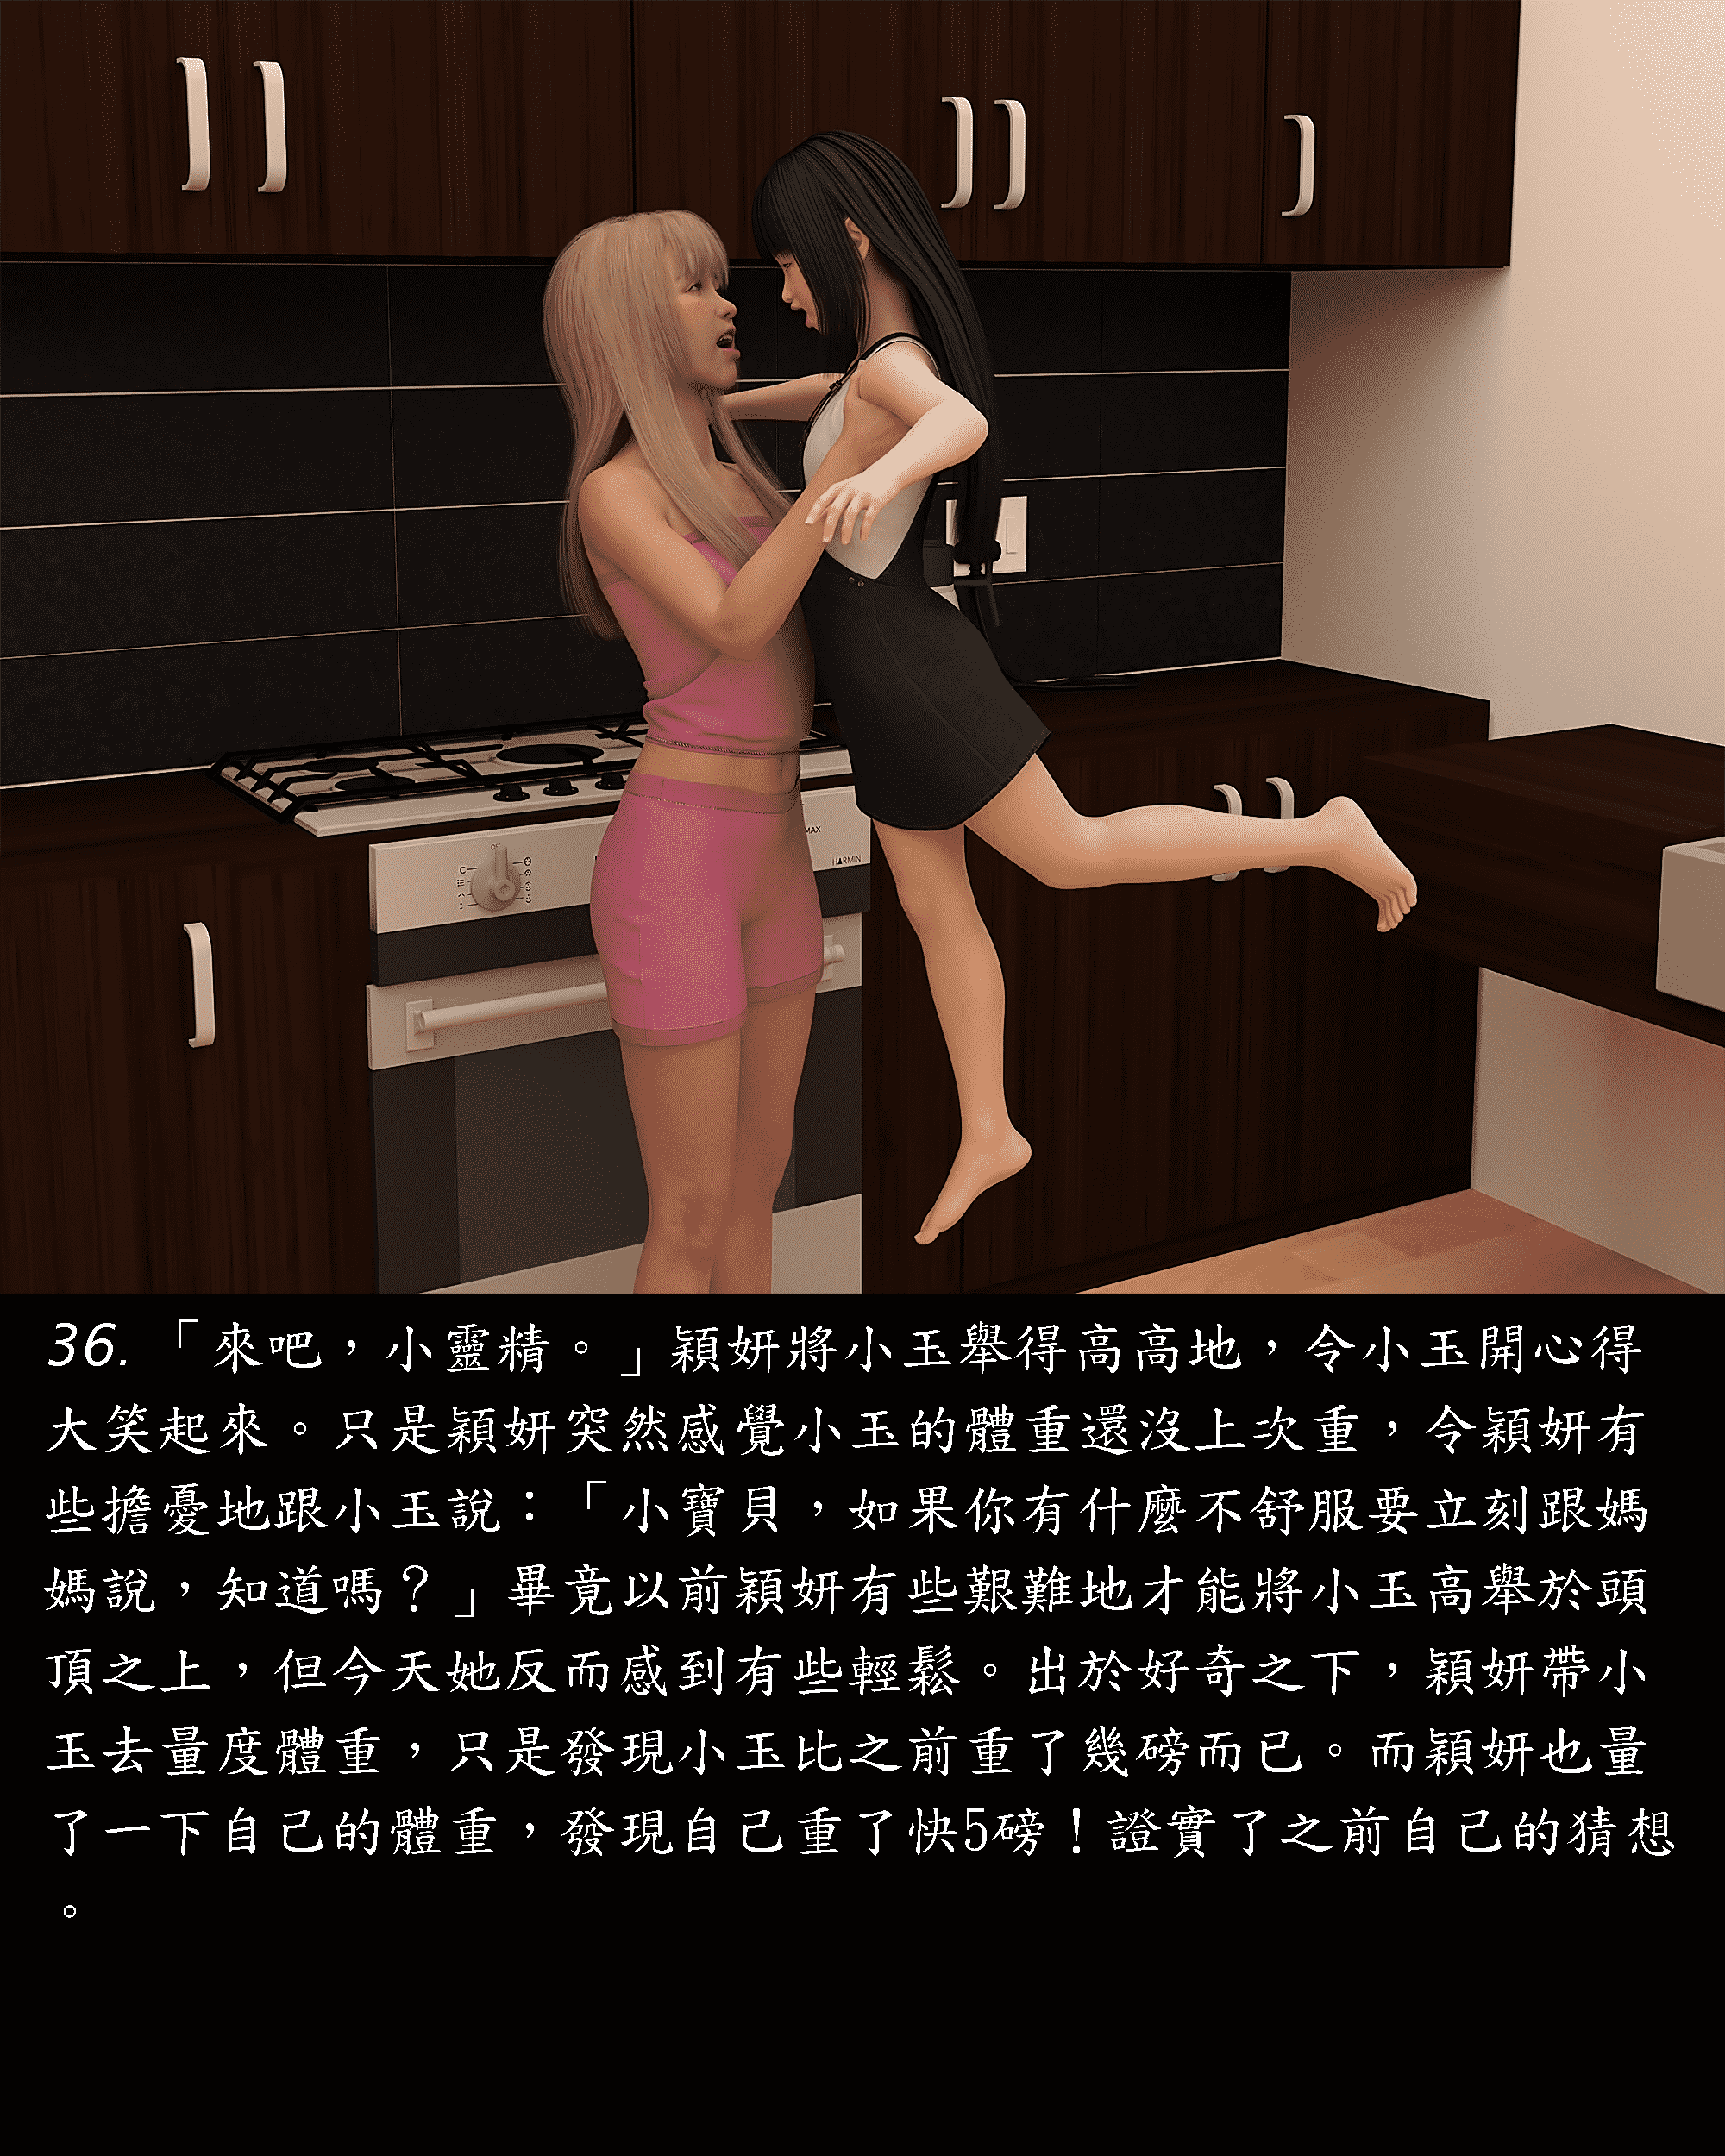 MAX
HARMIN
36.「來吧，小靈精。」穎妍將小玉舉得高高地，令小玉開心得
大笑起來。只是穎妍突然感覺小玉的體重還沒上次重，令穎妍有
些擔憂地跟小玉說：「小寶貝，如果你有什麼不舒服要立刻跟媽
媽說，知道嗎？」畢竟以前穎妍有些艱難地才能將小玉高舉於頭
頂之上，但今天她反而感到有些輕鬆。出於好奇之下，穎妍帶小
玉去量度體重，只是發現小玉比之前重了幾磅而已。而穎妍也量
了一下自己的體重，發現自己重了快5磅！證實了之前自己的猜想
。